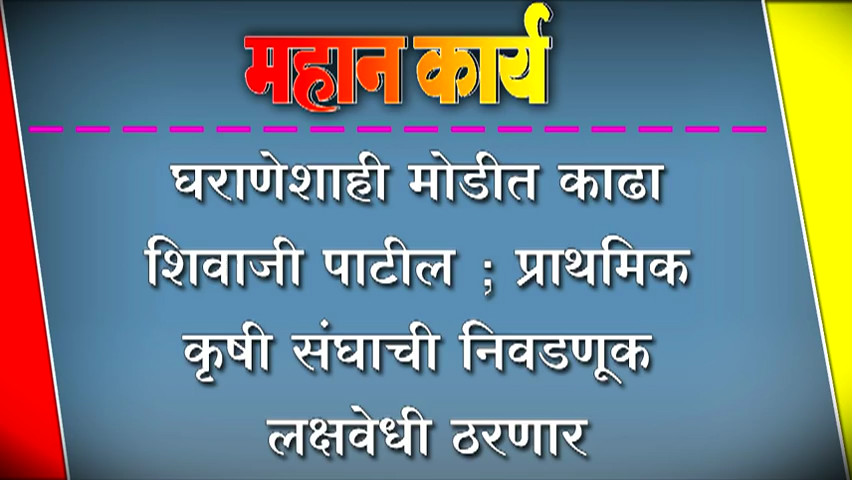 महान कार्य
घराणेशाही मोडीत काढा
शिवाजी पाटील ; प्राथमिक
कृषी संघाची निवडणूक
लक्षवेधी ठरणार